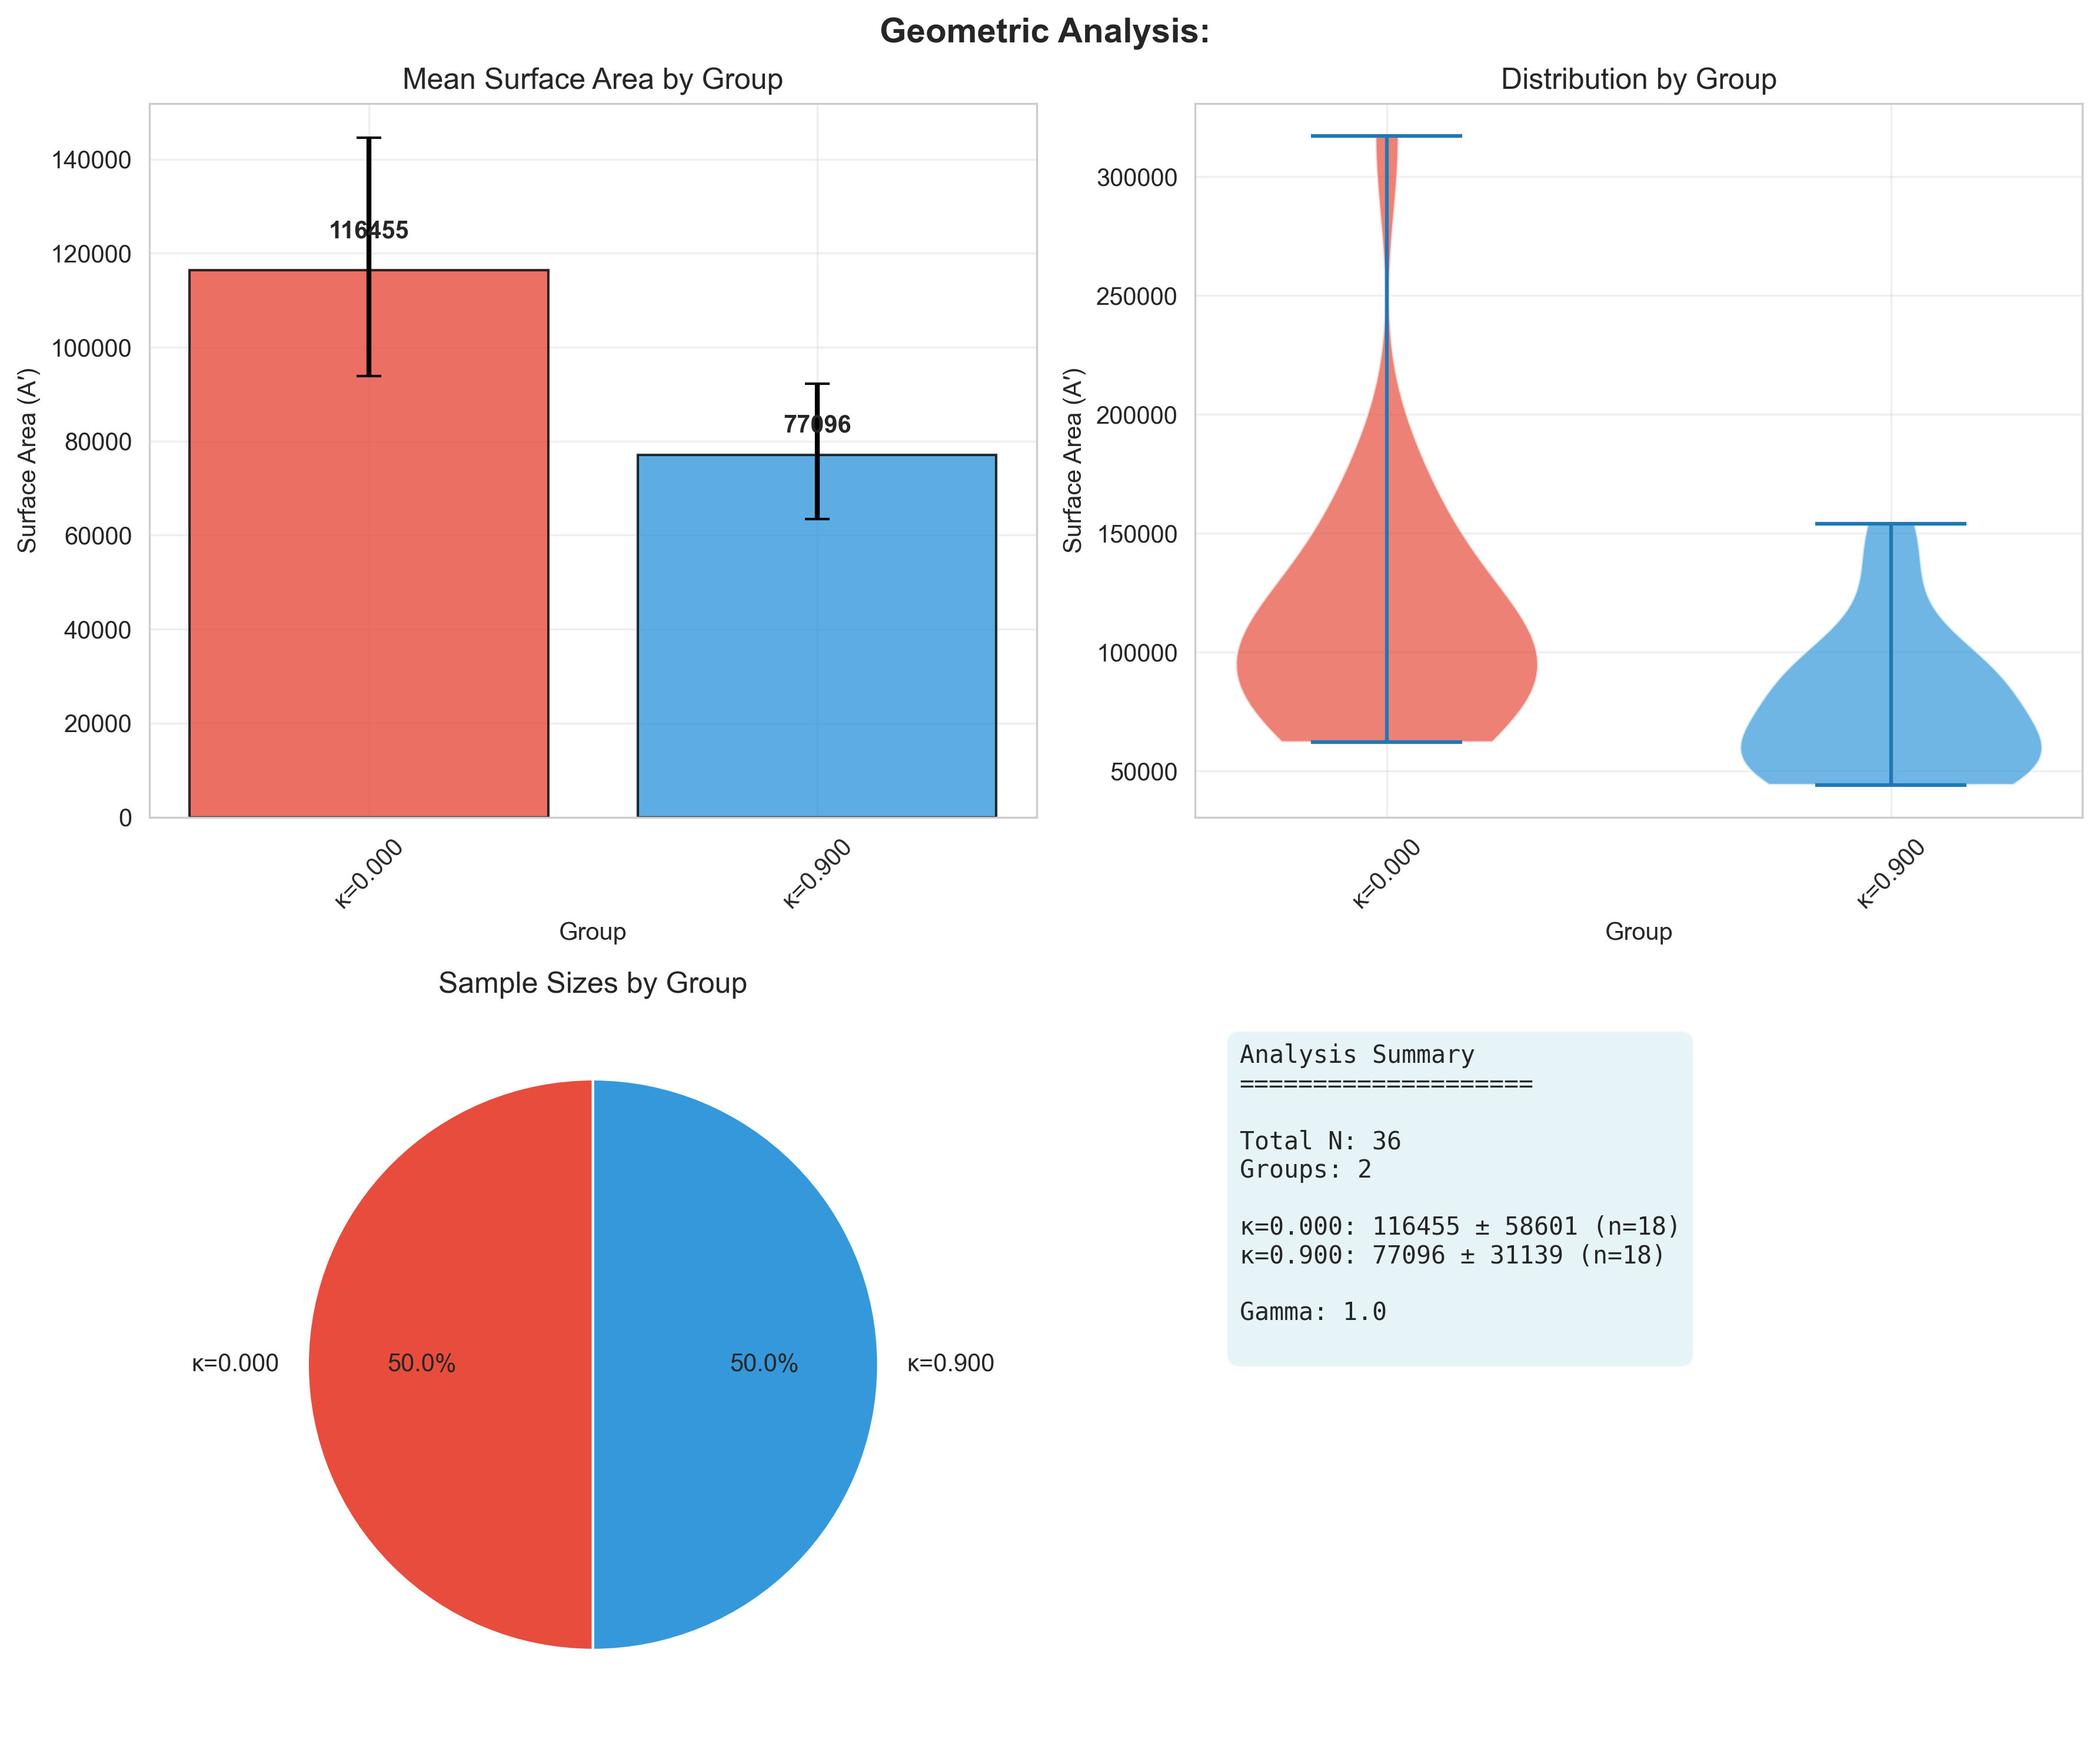 Geometric Analysis:
Mean Surface Area by Group
Surface Area (A′)
140000
120000
100000
80000
60000
40000
20000
0
116455
77096
κ=0.000
κ=0.900
Group
Distribution by Group
Surface Area (A′)
300000
250000
200000
150000
100000
50000
κ=0.000
κ=0.900
Group
Sample Sizes by Group
κ=0.000
50.0%
50.0%
κ=0.900
Analysis Summary
====================
Total N: 36
Groups: 2
κ=0.000: 116455 ± 58601 (n=18)
κ=0.900: 77096 ± 31139 (n=18)
Gamma: 1.0